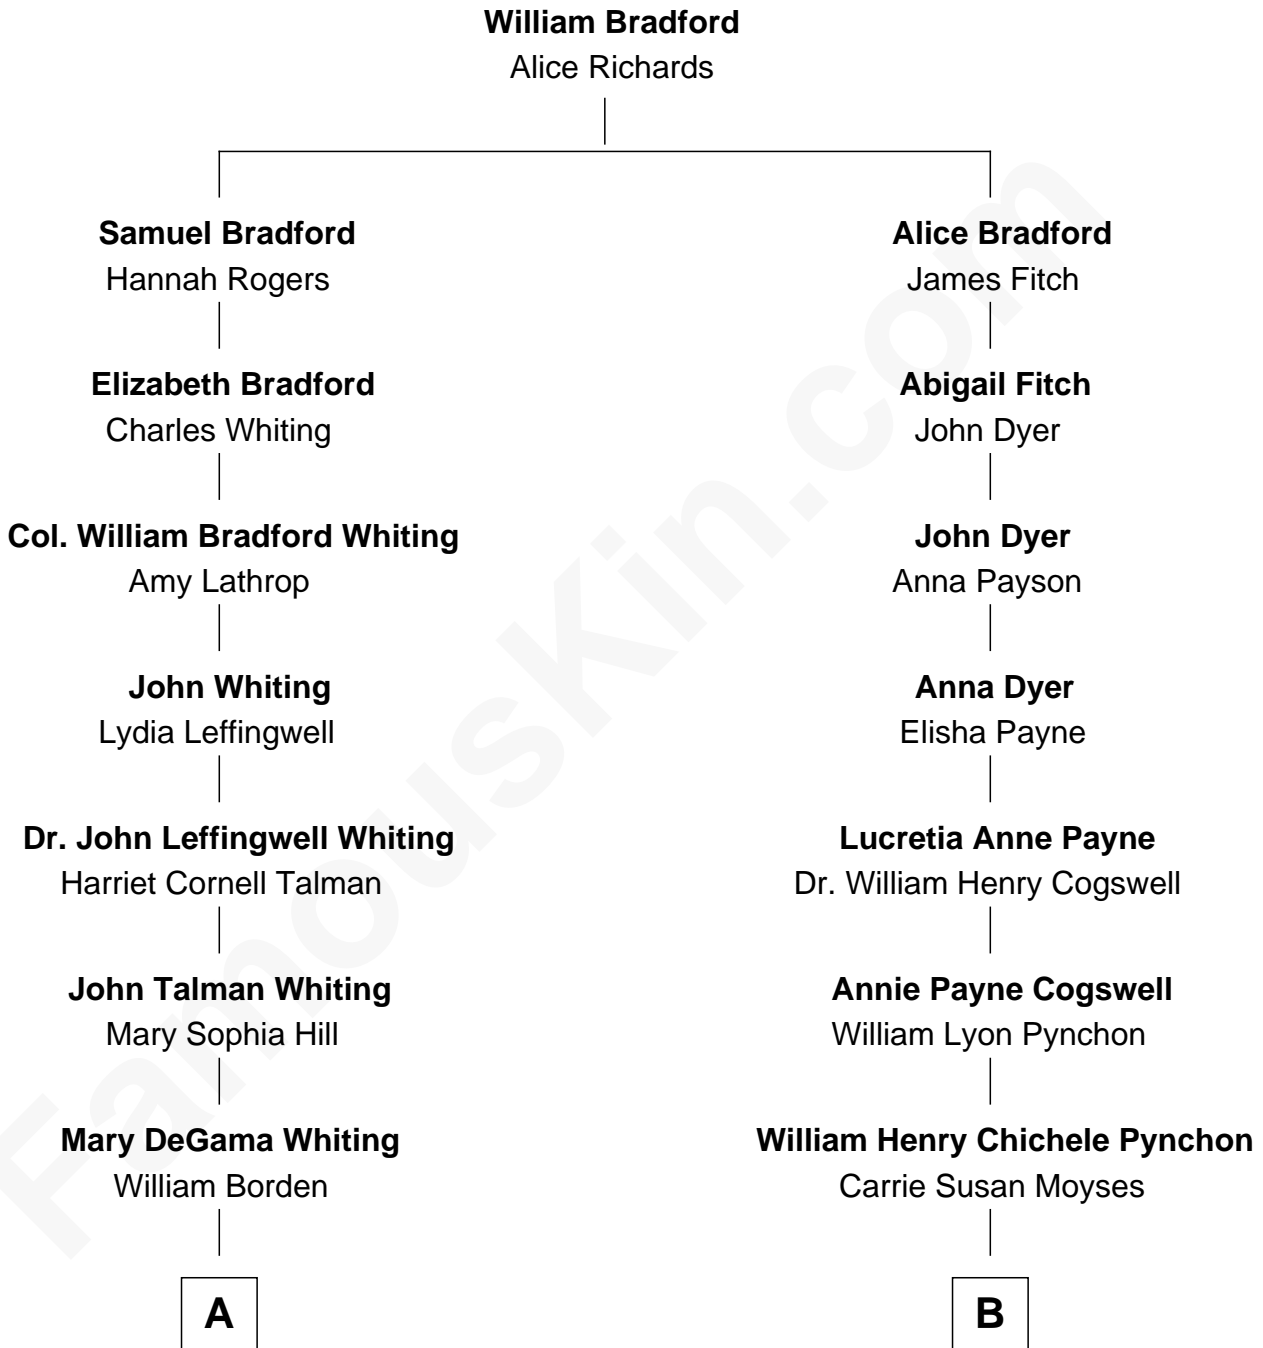 William Bradford
Alice Richards
Samuel Bradford
Hannah Rogers
Alice Bradford
James Fitch
Elizabeth Bradford
Charles Whiting
Abigail Fitch
John Dyer
Col. William Bradford Whiting
Amy Lathrop
John Dyer
Anna Payson
John Whiting
Lydia Leffingwell
Anna Dyer
Elisha Payne
Dr. John Leffingwell Whiting
Harriet Cornell Talman
Lucretia Anne Payne
Dr. William Henry Cogswell
John Talman Whiting
Mary Sophia Hill
Annie Payne Cogswell
William Lyon Pynchon
Mary DeGama Whiting
William Borden
William Henry Chichele Pynchon
Carrie Susan Moyses
A
B
FamousKin.com